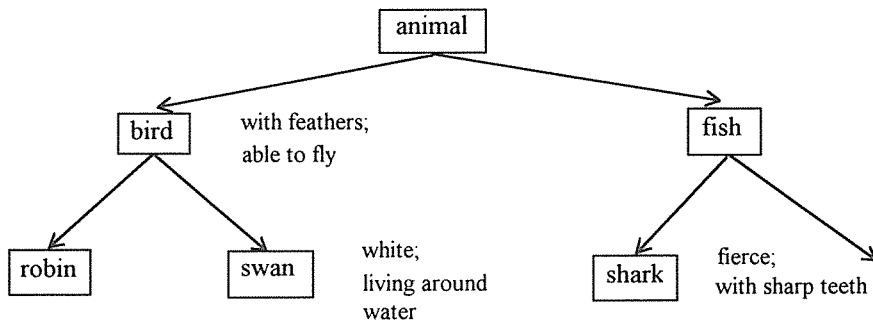 animal
bird
with feathers;
able to fly
fish
robin
swan
white;
living around
water
shark
fierce;
with sharp teeth